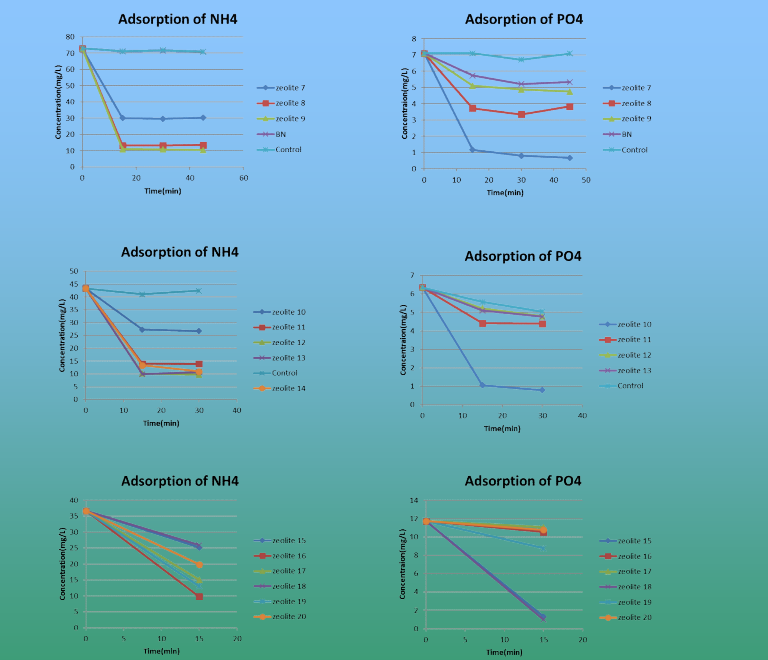 Adsorption of NH4
Concentration(mg/L)
80
70
60
50
40
30
20
10
0
0 20 40 60
Time(min)
zeolite 7
zeolite 8
zeolite 9
BN
Control
Adsorption of PO4
Concentraion(mg/L)
8
7
6
5
4
3
2
1
0
0 10 20 30 40 50
Time(min)
zeolite 7
zeolite 8
zeolite 9
BN
Control
Adsorption of NH4
Concentration(mg/L)
50
45
40
35
30
25
20
15
10
5
0
0 10 20 30 40
Time(min)
zeolite 10
zeolite 11
zeolite 12
zeolite 13
Control
zeolite 14
Adsorption of PO4
Concentraion(mg/L)
7
6
5
4
3
2
1
0
0 10 20 30 40
Time(min)
zeolite 10
zeolite 11
zeolite 12
zeolite 13
Control
Adsorption of NH4
Concentration(mg/L)
40
35
30
25
20
15
10
5
0
0 5 10 15 20
Time(min)
zeolite 15
zeolite 16
zeolite 17
zeolite 18
zeolite 19
zeolite 20
Adsorption of PO4
Concentration(mg/L)
14
12
10
8
6
4
2
0
0 5 10 15 20
Time(min)
zeolite 15
zeolite 16
zeolite 17
zeolite 18
zeolite 19
zeolite 20